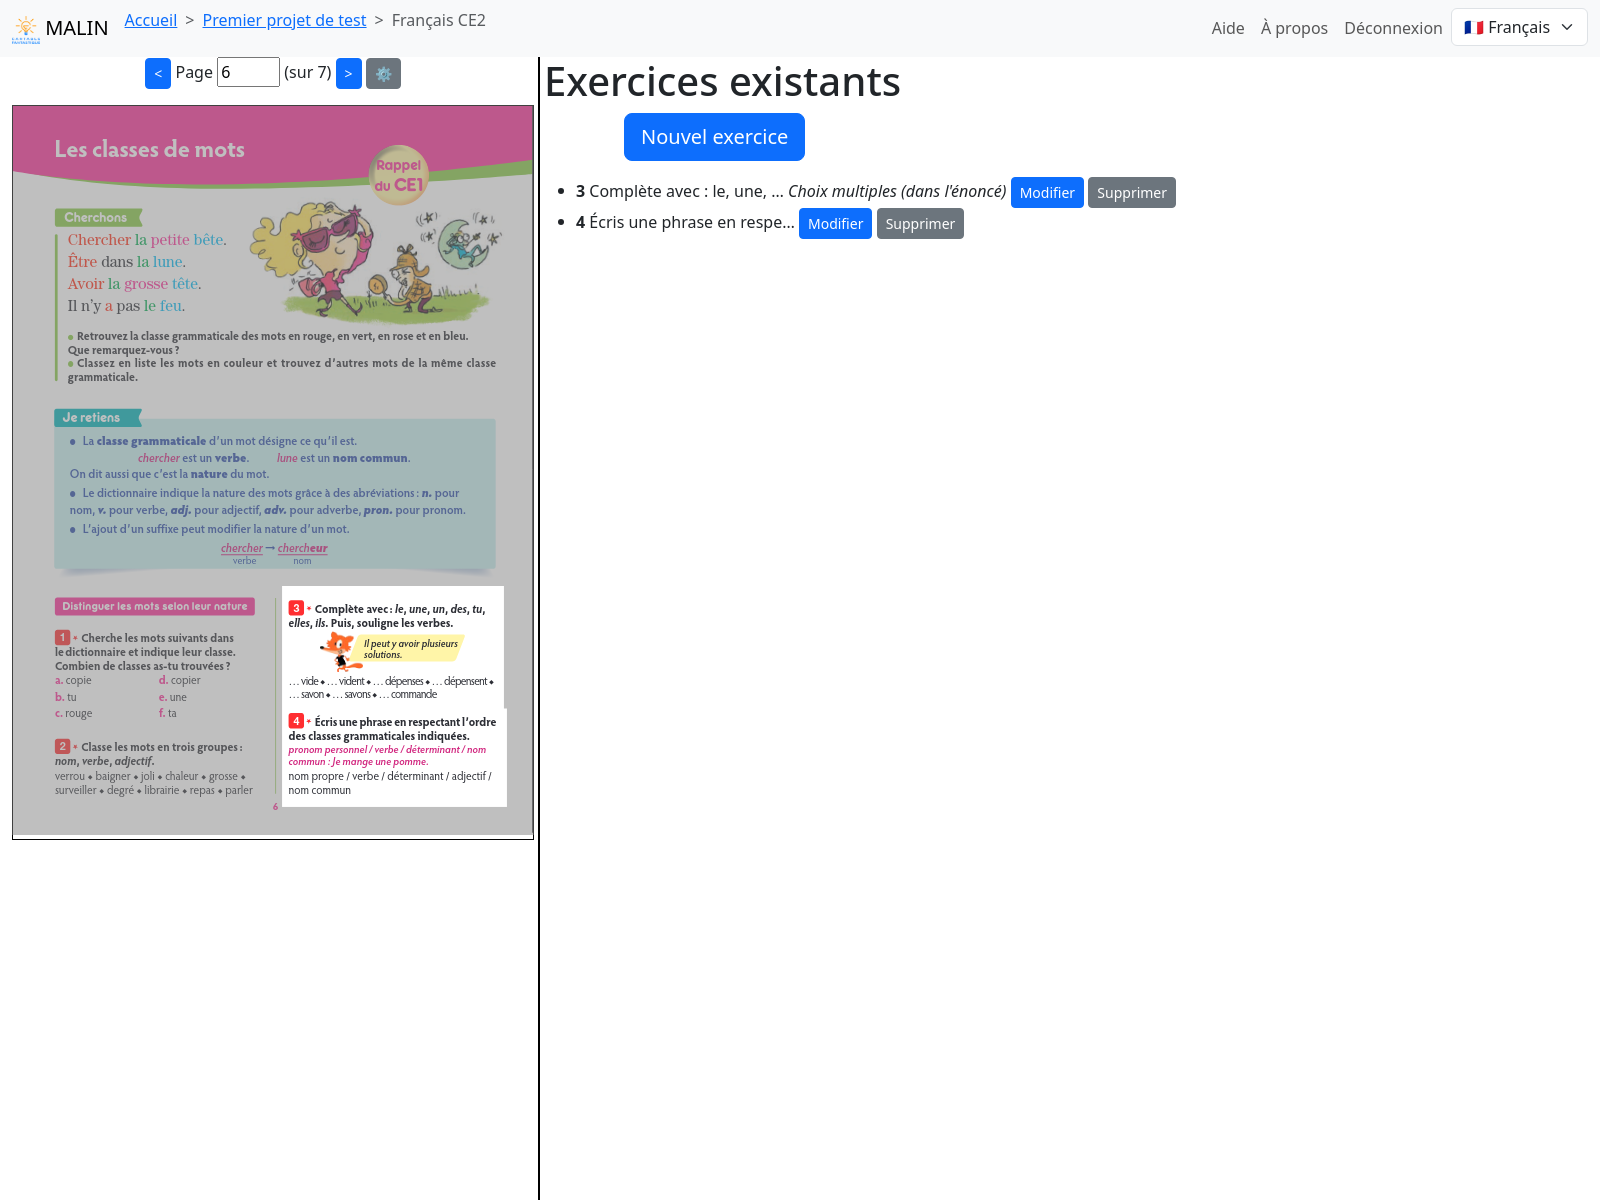 MALIN
Accueil > Premier projet de test > Français CE2
Aide
À propos
Déconnexion
Français
< Page 6 (sur 7) >
Les classes de mots
Rappel
du CE1
Cherchons
Chercher la petite bête.
Être dans la lune.
Avoir la grosse tête.
Il n'y a pas le feu.
• Retrouvez la classe grammaticale des mots en rouge, en vert, en rose et en bleu.
Que remarquez-vous ?
• Classez en liste les mots en couleur et trouvez d'autres mots de la même classe
grammaticale.
Je retiens
• La classe grammaticale d'un mot désigne ce qu'il est.
chercher est un verbe. lune est un nom commun.
On dit aussi que c'est la nature du mot.
• Le dictionnaire indique la nature des mots grâce à des abréviations : n. pour
nom, v. pour verbe, adj. pour adjectif, adv. pour adverbe, pron. pour pronom.
• L'ajout d'un suffixe peut modifier la nature d'un mot.
chercher → chercheur
verbe nom
Distinguer les mots selon leur nature
1 * Cherche les mots suivants dans
le dictionnaire et indique leur classe.
Combien de classes as-tu trouvées ?
a. copie d. copier
b. tu e. une
c. rouge f. ta
2 * Classe les mots en trois groupes :
nom, verbe, adjectif.
verrou ◆ baigner ◆ joli ◆ chaleur ◆ grosse ◆
surveiller ◆ degré ◆ librairie ◆ repas ◆ parler
6
3 * Complète avec : le, une, un, des, tu,
elles, ils. Puis, souligne les verbes.
Il peut y avoir plusieurs
solutions.
… vide ◆ … vident ◆ … dépenses ◆ … dépensent ◆
… savon ◆ … savons ◆ … commande
4 * Écris une phrase en respectant l'ordre
des classes grammaticales indiquées.
pronom personnel / verbe / déterminant / nom
commun : Je mange une pomme.
nom propre / verbe / déterminant / adjectif /
nom commun
Exercices existants
Nouvel exercice
• 3 Complète avec : le, une, … Choix multiples (dans l'énoncé) Modifier Supprimer
• 4 Écris une phrase en respe… Modifier Supprimer